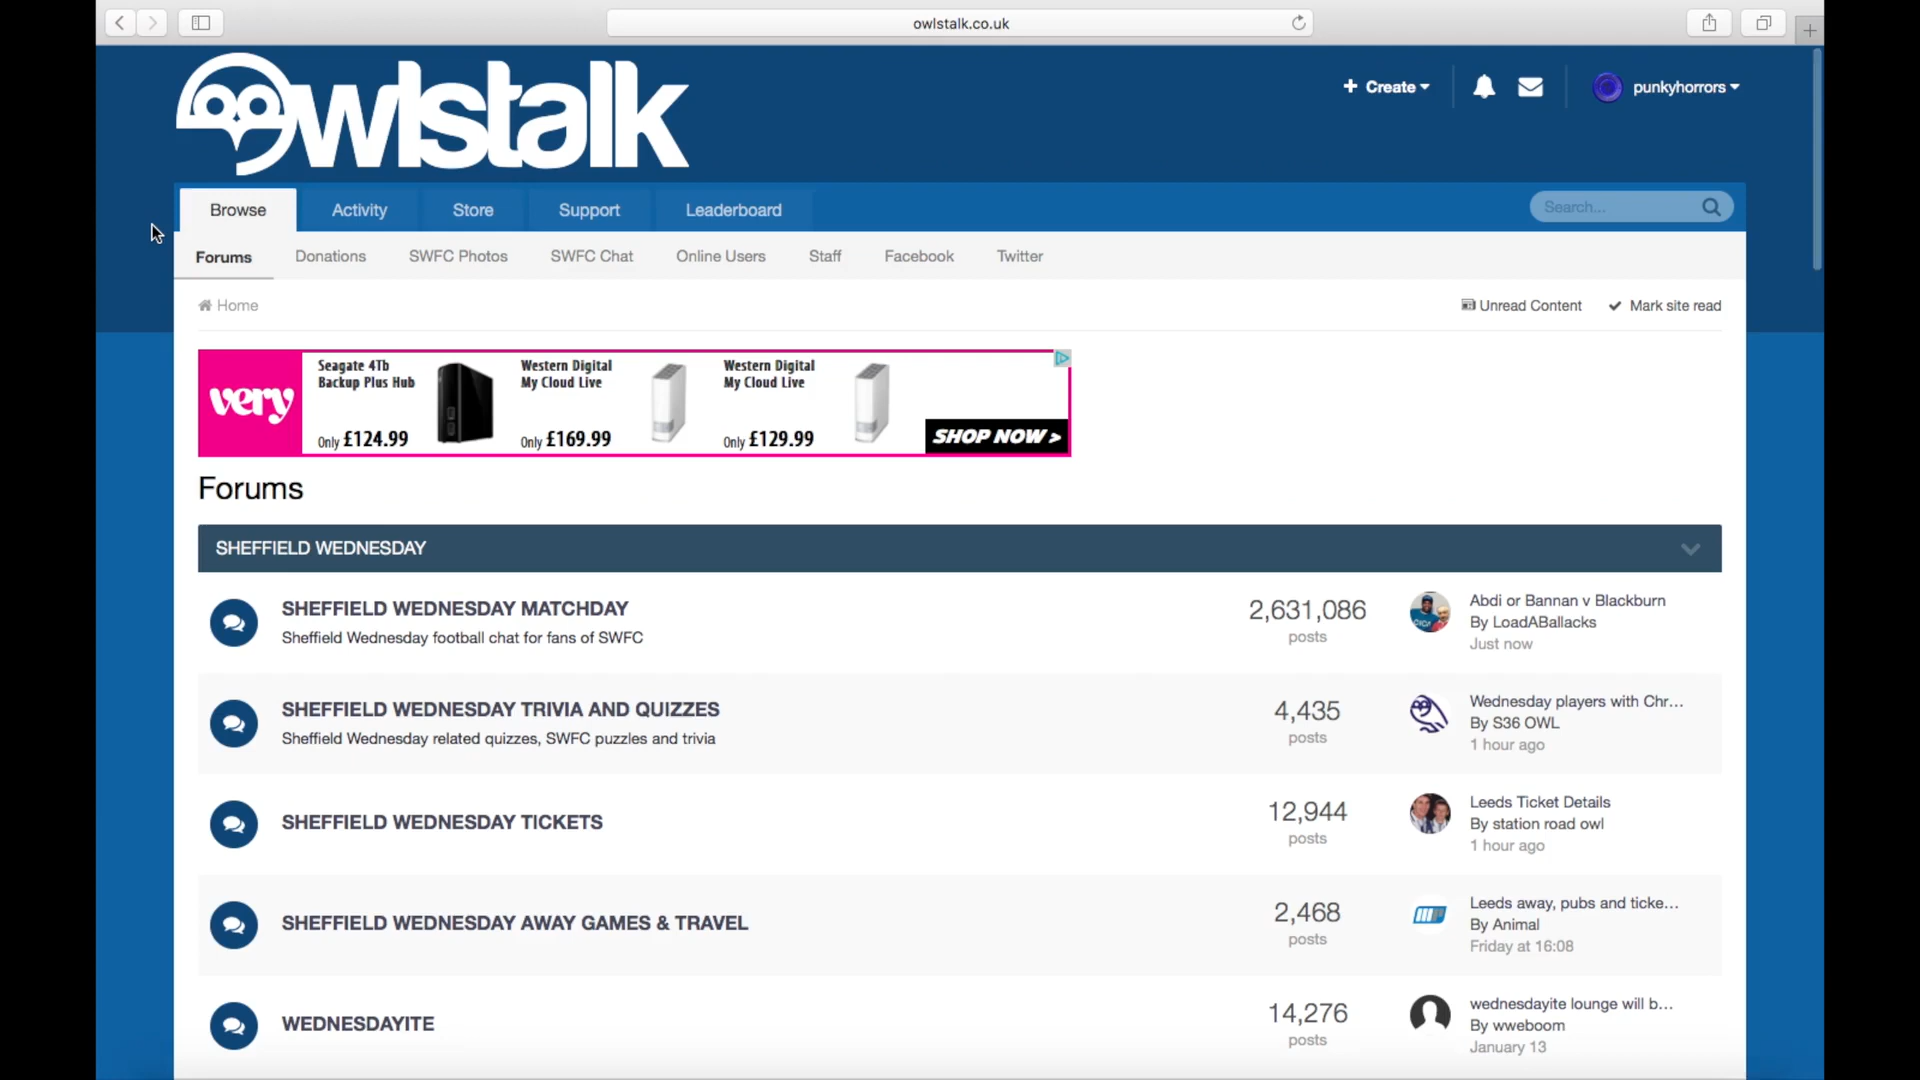 owlstalk.co.uk
owlstalk
+ Create
punkyhorrors
Browse
Activity
Store
Support
Leaderboard
Search...
Forums
Donations
SWFC Photos
SWFC Chat
Online Users
Staff
Facebook
Twitter
Home
Unread Content
Mark site read
very
Seagate 4Tb
Backup Plus Hub
Only £124.99
Western Digital
My Cloud Live
Only £169.99
Western Digital
My Cloud Live
Only £129.99
SHOP NOW >
Forums
SHEFFIELD WEDNESDAY
SHEFFIELD WEDNESDAY MATCHDAY
Sheffield Wednesday football chat for fans of SWFC
2,631,086
posts
Abdi or Bannan v Blackburn
By LoadABallacks
Just now
SHEFFIELD WEDNESDAY TRIVIA AND QUIZZES
Sheffield Wednesday related quizzes, SWFC puzzles and trivia
4,435
posts
Wednesday players with Chr...
By S36 OWL
1 hour ago
SHEFFIELD WEDNESDAY TICKETS
12,944
posts
Leeds Ticket Details
By station road owl
1 hour ago
SHEFFIELD WEDNESDAY AWAY GAMES & TRAVEL
2,468
posts
Leeds away, pubs and ticke...
By Animal
Friday at 16:08
WEDNESDAYITE
14,276
posts
wednesdayite lounge will b...
By wweboom
January 13